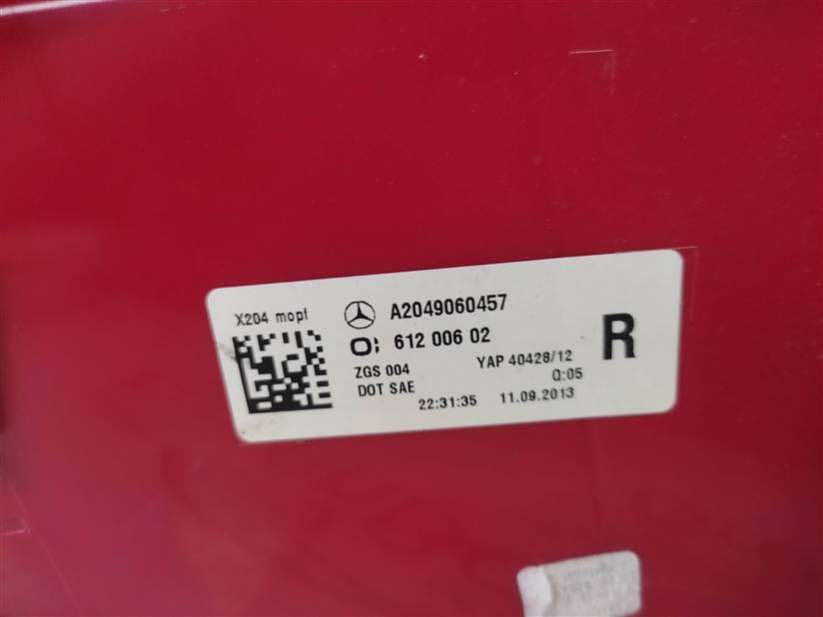 X204 mopf
A2049060457
612 006 02
R
ZGS 004
YAP 40428/12
DOT SAE
Q:05
22:31:35 11.09.2013